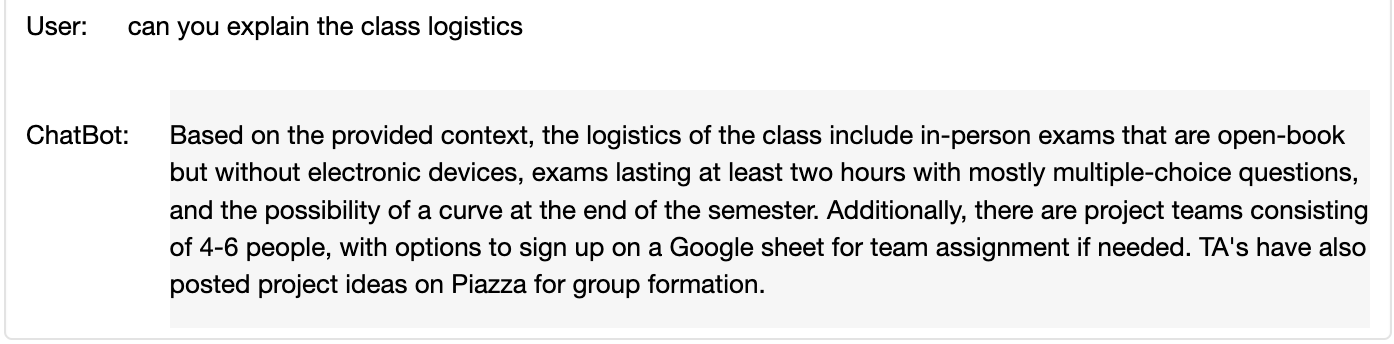 User: can you explain the class logistics
ChatBot: Based on the provided context, the logistics of the class include in-person exams that are open-book
but without electronic devices, exams lasting at least two hours with mostly multiple-choice questions,
and the possibility of a curve at the end of the semester. Additionally, there are project teams consisting
of 4-6 people, with options to sign up on a Google sheet for team assignment if needed. TA's have also
posted project ideas on Piazza for group formation.